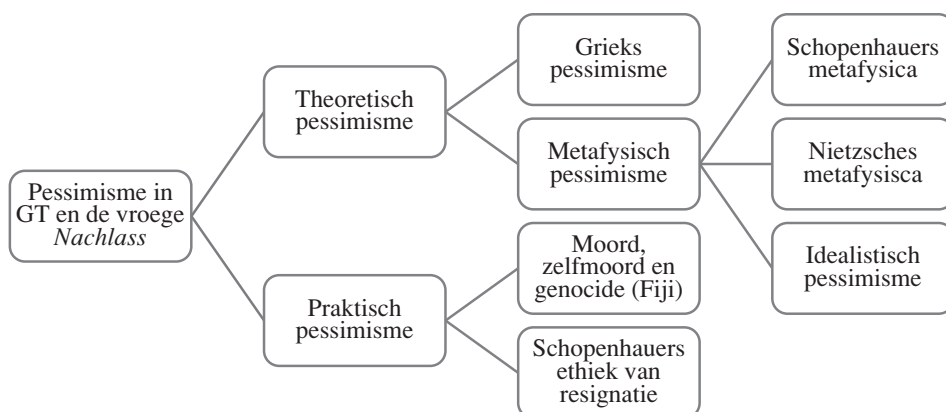 Pessimisme in
GT en de vroege
Nachlass
Theoretisch
pessimisme
Praktisch
pessimisme
Grieks
pessimisme
Metafysisch
pessimisme
Moord,
zelfmoord en
genocide (Fiji)
Schopenhauers
ethiek van
resignatie
Schopenhauers
metafysica
Nietzsches
metafysisca
Idealistisch
pessimisme